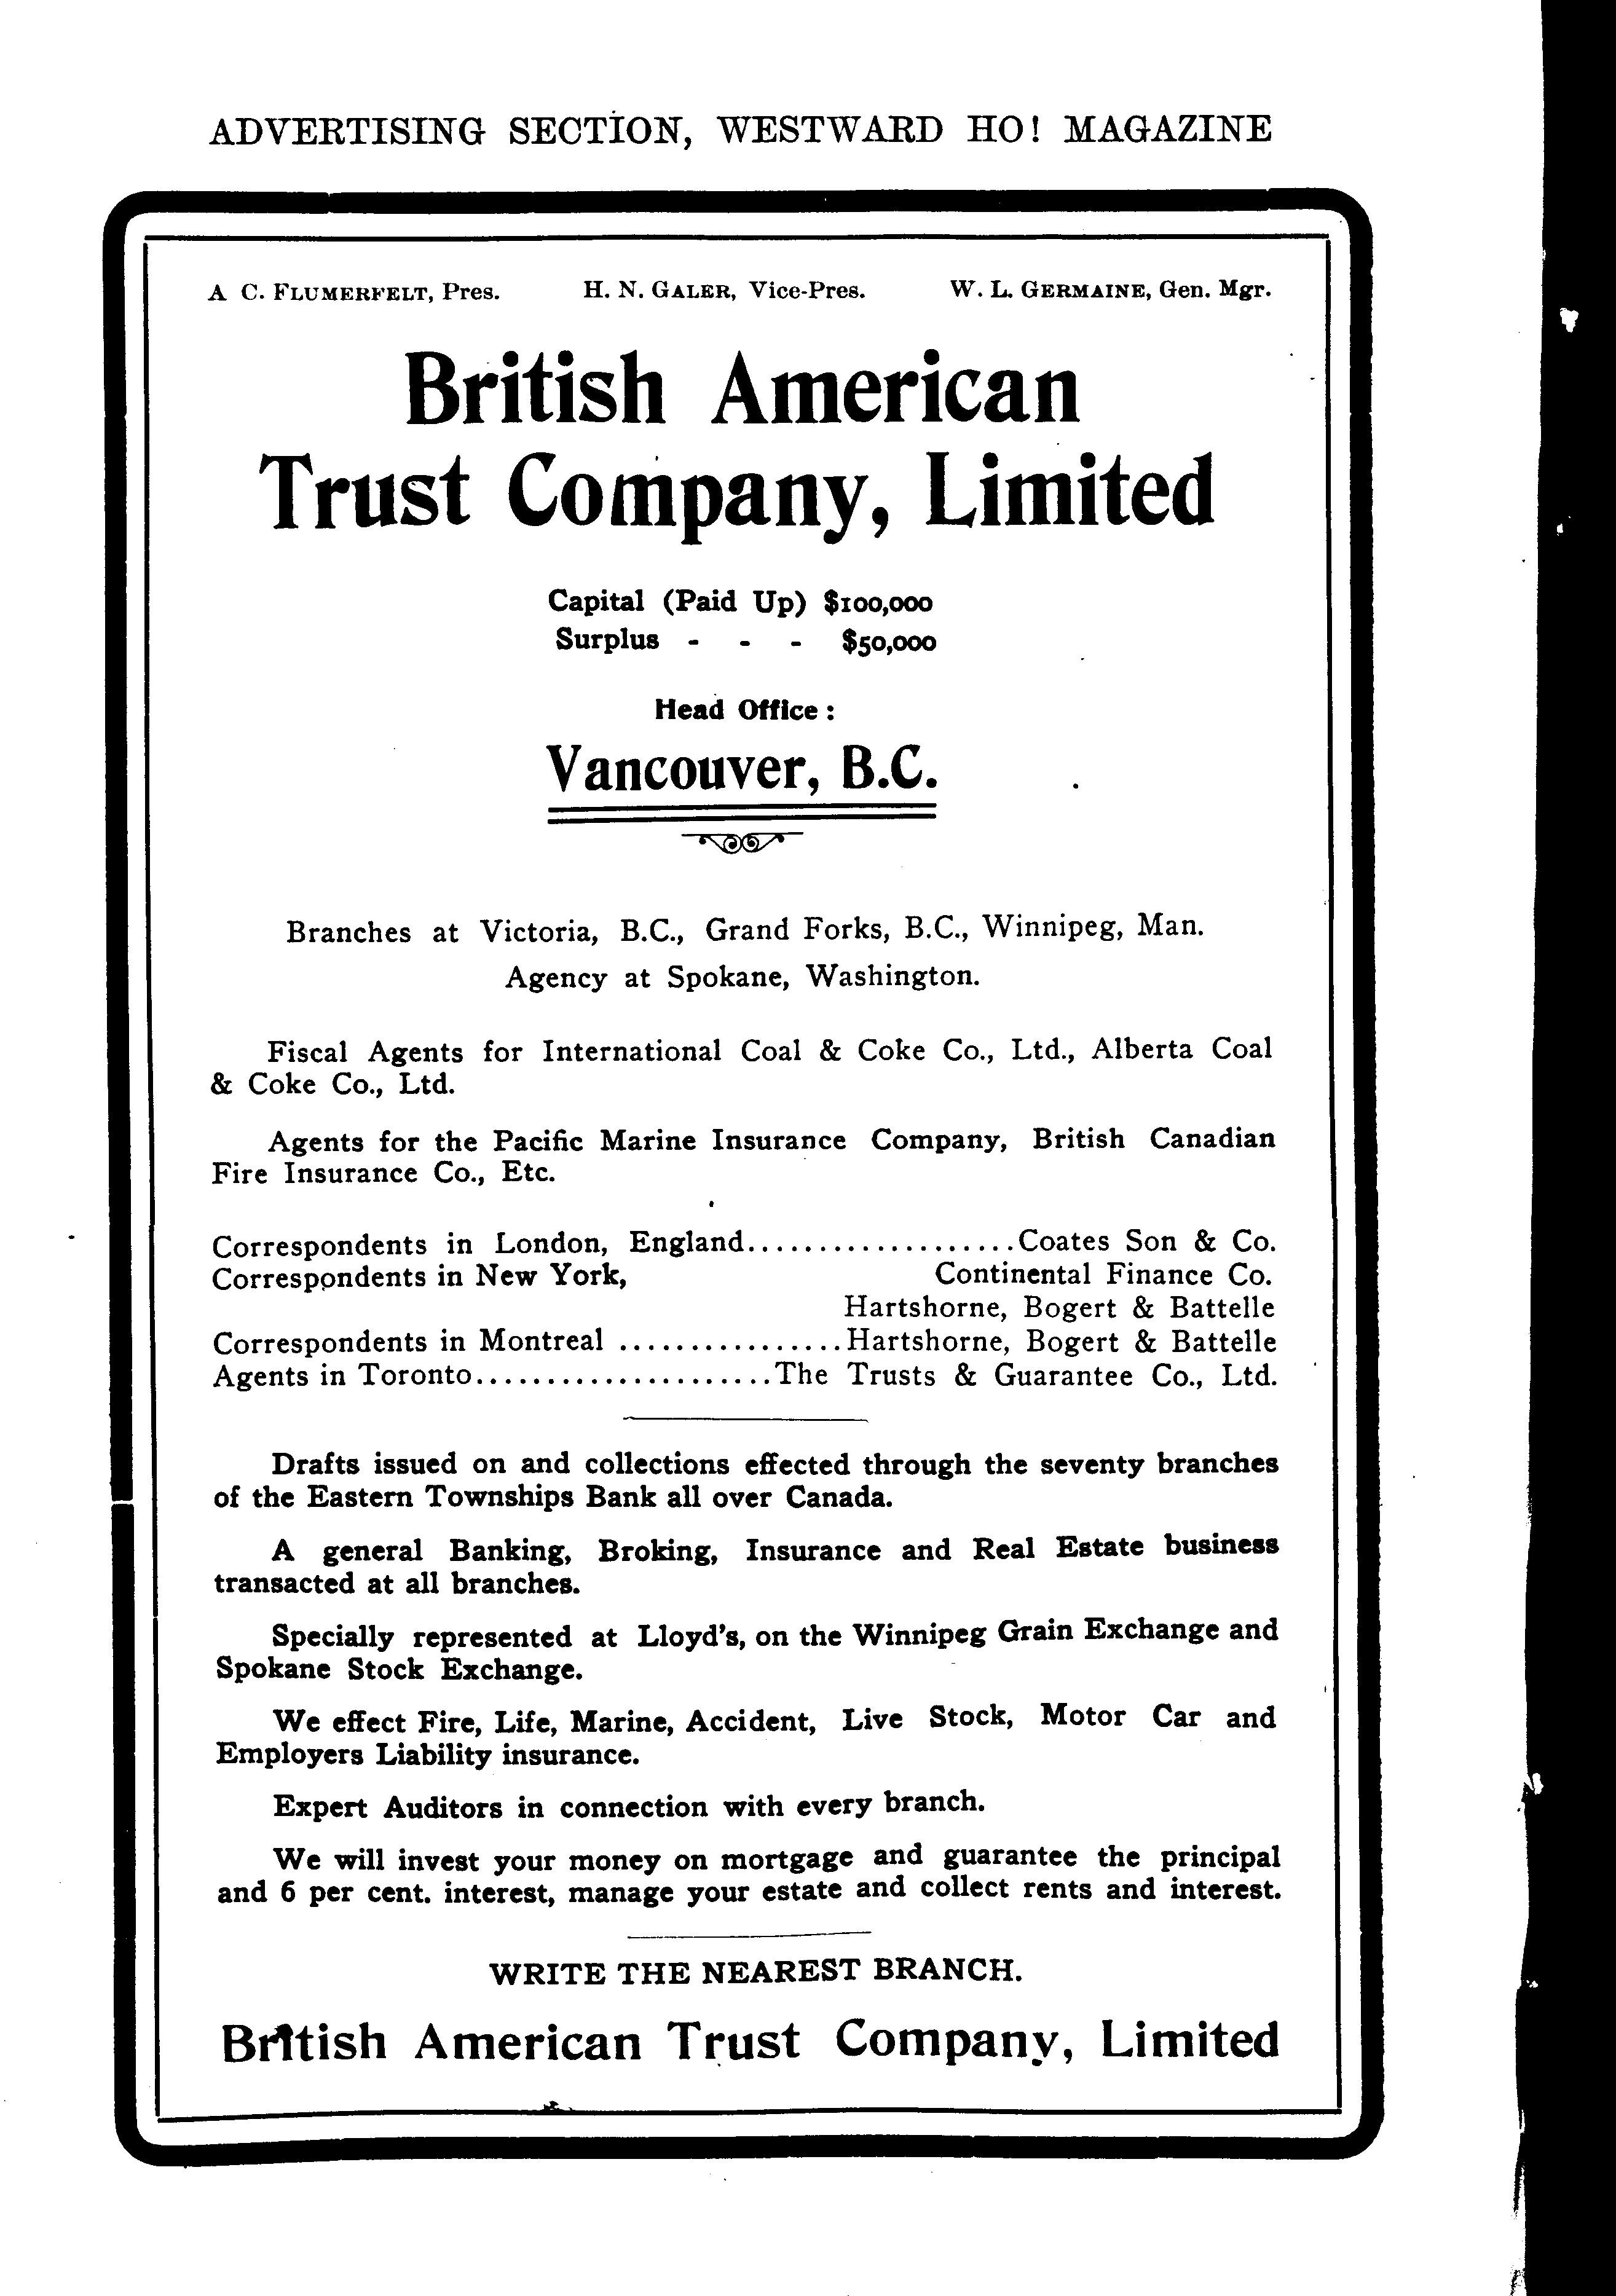 ADVERTISING SECTION, WESTWARD HO! MAGAZINE
A C. FLUMERFELT, Pres. H. N. GALER, Vice-Pres. W. L. GERMAINE, Gen. Mgr.
British American
Trust Company, Limited
Capital (Paid Up) $100,000
Surplus - - - $50,000
Head Office :
Vancouver, B.C.
Branches at Victoria, B.C., Grand Forks, B.C., Winnipeg, Man.
Agency at Spokane, Washington.
Fiscal Agents for International Coal & Coke Co., Ltd., Alberta Coal
& Coke Co., Ltd.
Agents for the Pacific Marine Insurance Company, British Canadian
Fire Insurance Co., Etc.
Correspondents in London, England...................Coates Son & Co.
Correspondents in New York, Continental Finance Co.
Hartshorne, Bogert & Battelle
Correspondents in Montreal ................Hartshorne, Bogert & Battelle
Agents in Toronto.....................The Trusts & Guarantee Co., Ltd.
Drafts issued on and collections effected through the seventy branches
of the Eastern Townships Bank all over Canada.
A general Banking, Broking, Insurance and Real Estate business
transacted at all branches.
Specially represented at Lloyd's, on the Winnipeg Grain Exchange and
Spokane Stock Exchange.
We effect Fire, Life, Marine, Accident, Live Stock, Motor Car and
Employers Liability insurance.
Expert Auditors in connection with every branch.
We will invest your money on mortgage and guarantee the principal
and 6 per cent. interest, manage your estate and collect rents and interest.
WRITE THE NEAREST BRANCH.
British American Trust Company, Limited